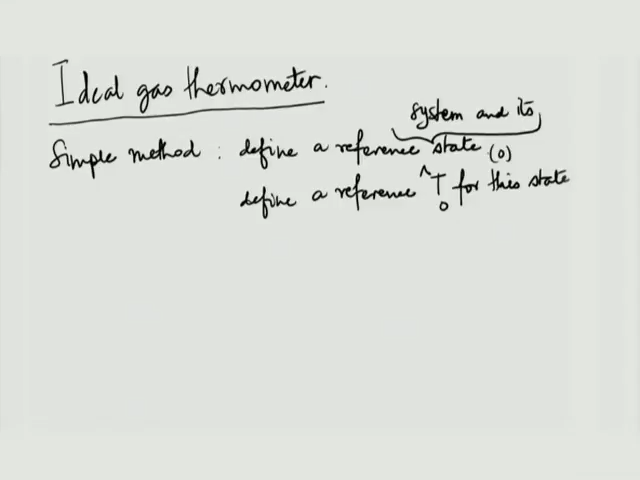 Ideal gas thermometer.
system and its
Simple method : define a reference state (0)
define a reference ^T₀ for this state